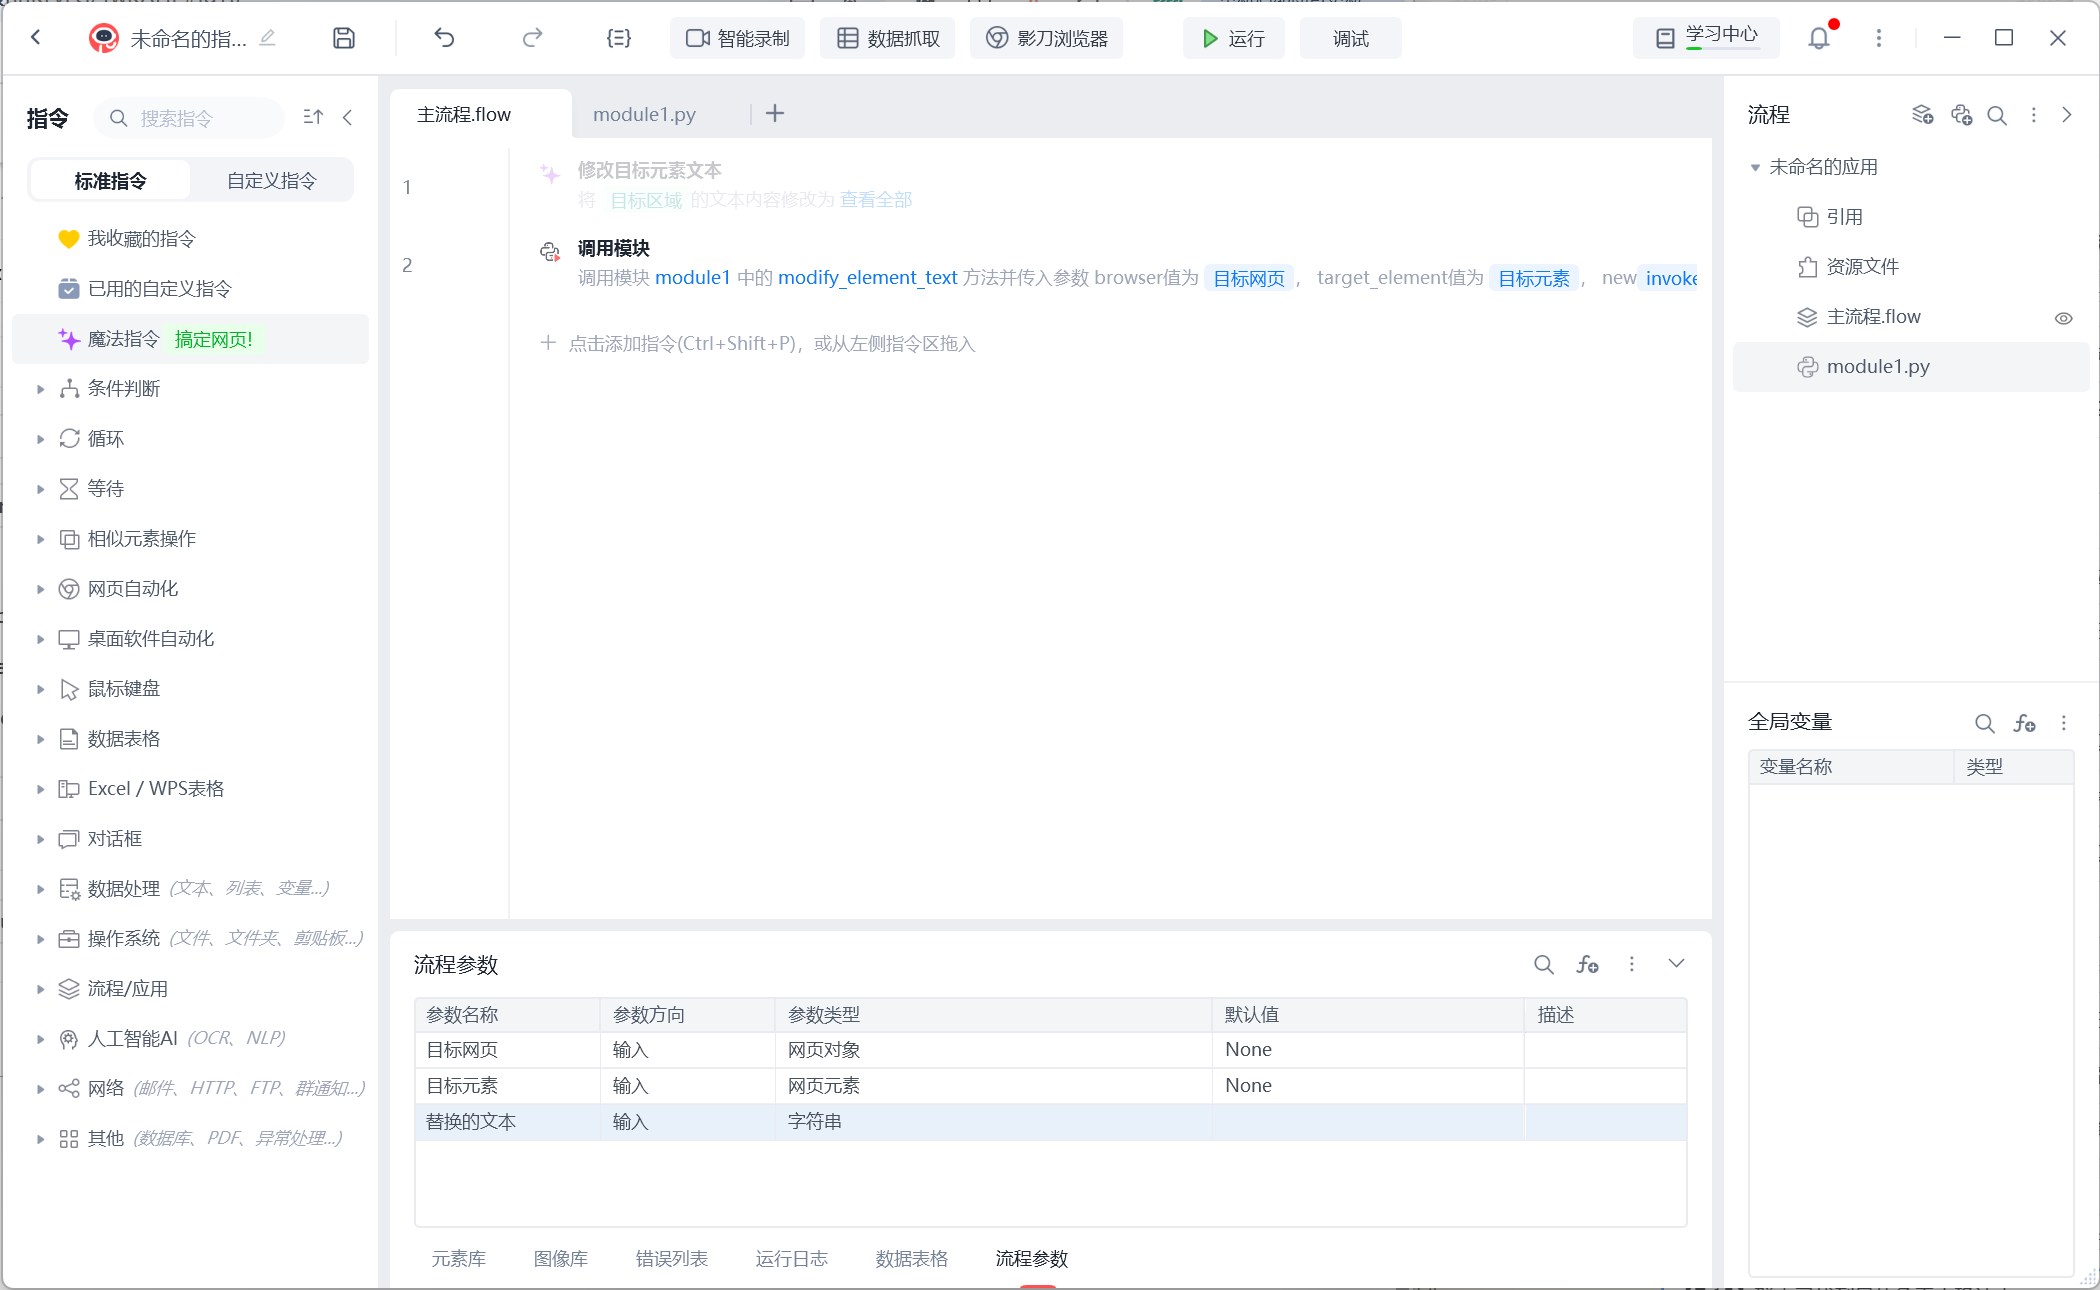 未命名的指...
智能录制
数据抓取
影刀浏览器
运行
调试
学习中心
指令
搜索指令
标准指令
自定义指令
我收藏的指令
已用的自定义指令
魔法指令 搞定网页!
条件判断
循环
等待
相似元素操作
网页自动化
桌面软件自动化
鼠标键盘
数据表格
Excel / WPS表格
对话框
数据处理 (文本、列表、变量...)
操作系统 (文件、文件夹、剪贴板...)
流程/应用
人工智能AI (OCR、NLP)
网络 (邮件、HTTP、FTP、群通知...)
其他 (数据库、PDF、异常处理...)
主流程.flow
module1.py
1
修改目标元素文本
将 目标区域 的文本内容修改为 查看全部
2
调用模块
调用模块 module1 中的 modify_element_text 方法并传入参数 browser值为 目标网页 ， target_element值为 目标元素 ， new invoke
点击添加指令(Ctrl+Shift+P)，或从左侧指令区拖入
流程参数
参数名称 参数方向 参数类型 默认值 描述
目标网页 输入 网页对象 None
目标元素 输入 网页元素 None
替换的文本 输入 字符串
元素库
图像库
错误列表
运行日志
数据表格
流程参数
流程
未命名的应用
引用
资源文件
主流程.flow
module1.py
全局变量
变量名称 类型